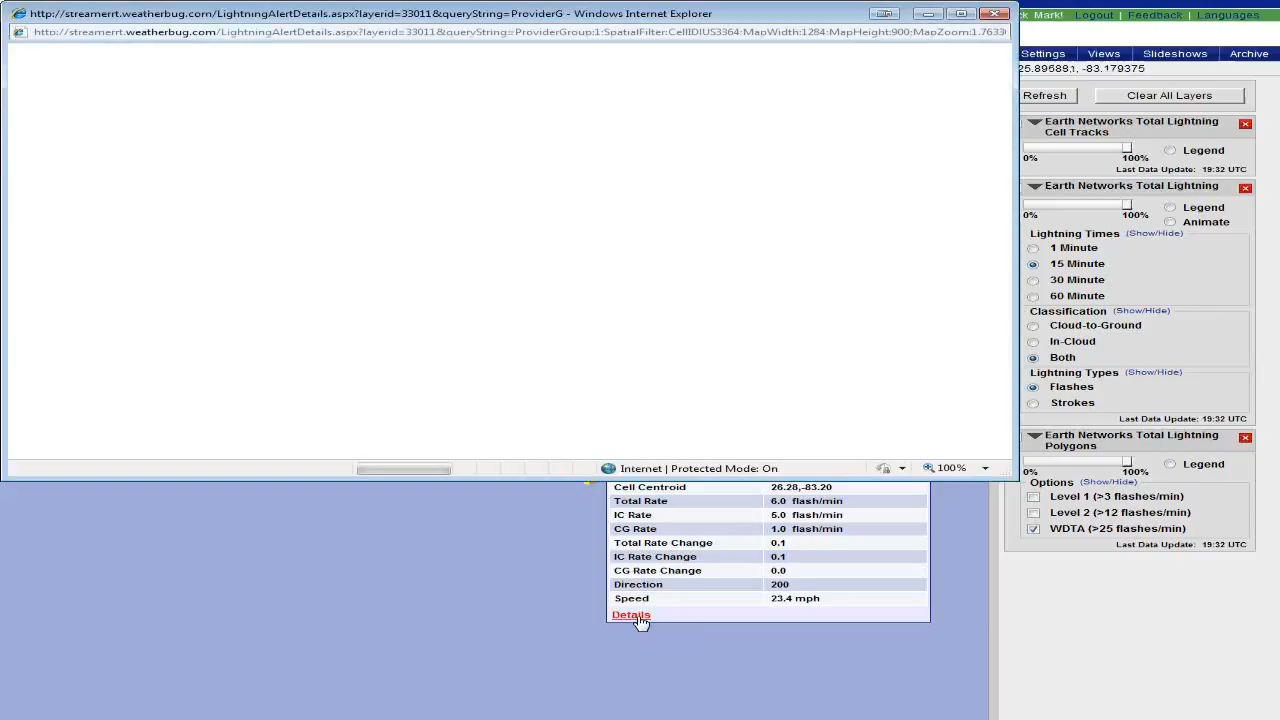 http://streamerrt.weatherbug.com/LightningAlertDetails.aspx?layerid=33011&queryString=ProviderG - Windows Internet Explorer
http://streamerrt.weatherbug.com/LightningAlertDetails.aspx?layerid=33011&queryString=ProviderGroup:1;SpatialFilter:CellIDIUS3364;MapWidth:1284;MapHeight:900;MapZoom:1.7633
Mark! Logout | Feedback | Languages
Settings Views Slideshows Archive
25.895881, -83.179375
Refresh Clear All Layers
Earth Networks Total Lightning
Cell Tracks
Legend
0% 100%
Last Data Update: 19:32 UTC
Earth Networks Total Lightning
Legend
0% 100%
Animate
Lightning Times (Show/Hide)
1 Minute
15 Minute
30 Minute
60 Minute
Classification (Show/Hide)
Cloud-to-Ground
In-Cloud
Both
Lightning Types (Show/Hide)
Flashes
Strokes
Last Data Update: 19:32 UTC
Earth Networks Total Lightning
Polygons
Legend
0% 100%
Options (Show/Hide)
Level 1 (>3 flashes/min)
Level 2 (>12 flashes/min)
WDTA (>25 flashes/min)
Last Data Update: 19:32 UTC
Internet | Protected Mode: On 100%
Cell Centroid 26.28,-83.20
Total Rate 6.0 flash/min
IC Rate 5.0 flash/min
CG Rate 1.0 flash/min
Total Rate Change 0.1
IC Rate Change 0.1
CG Rate Change 0.0
Direction 200
Speed 23.4 mph
Details